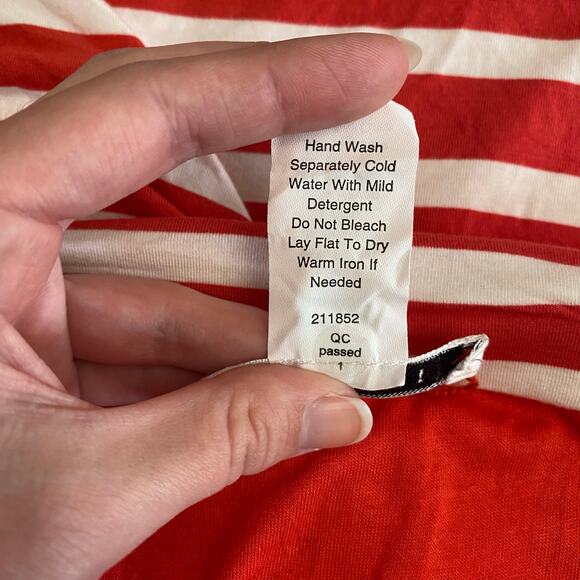 Hand Wash
Separately Cold
Water With Mild
Detergent
Do Not Bleach
Lay Flat To Dry
Warm Iron If
Needed
211852
QC
passed
1